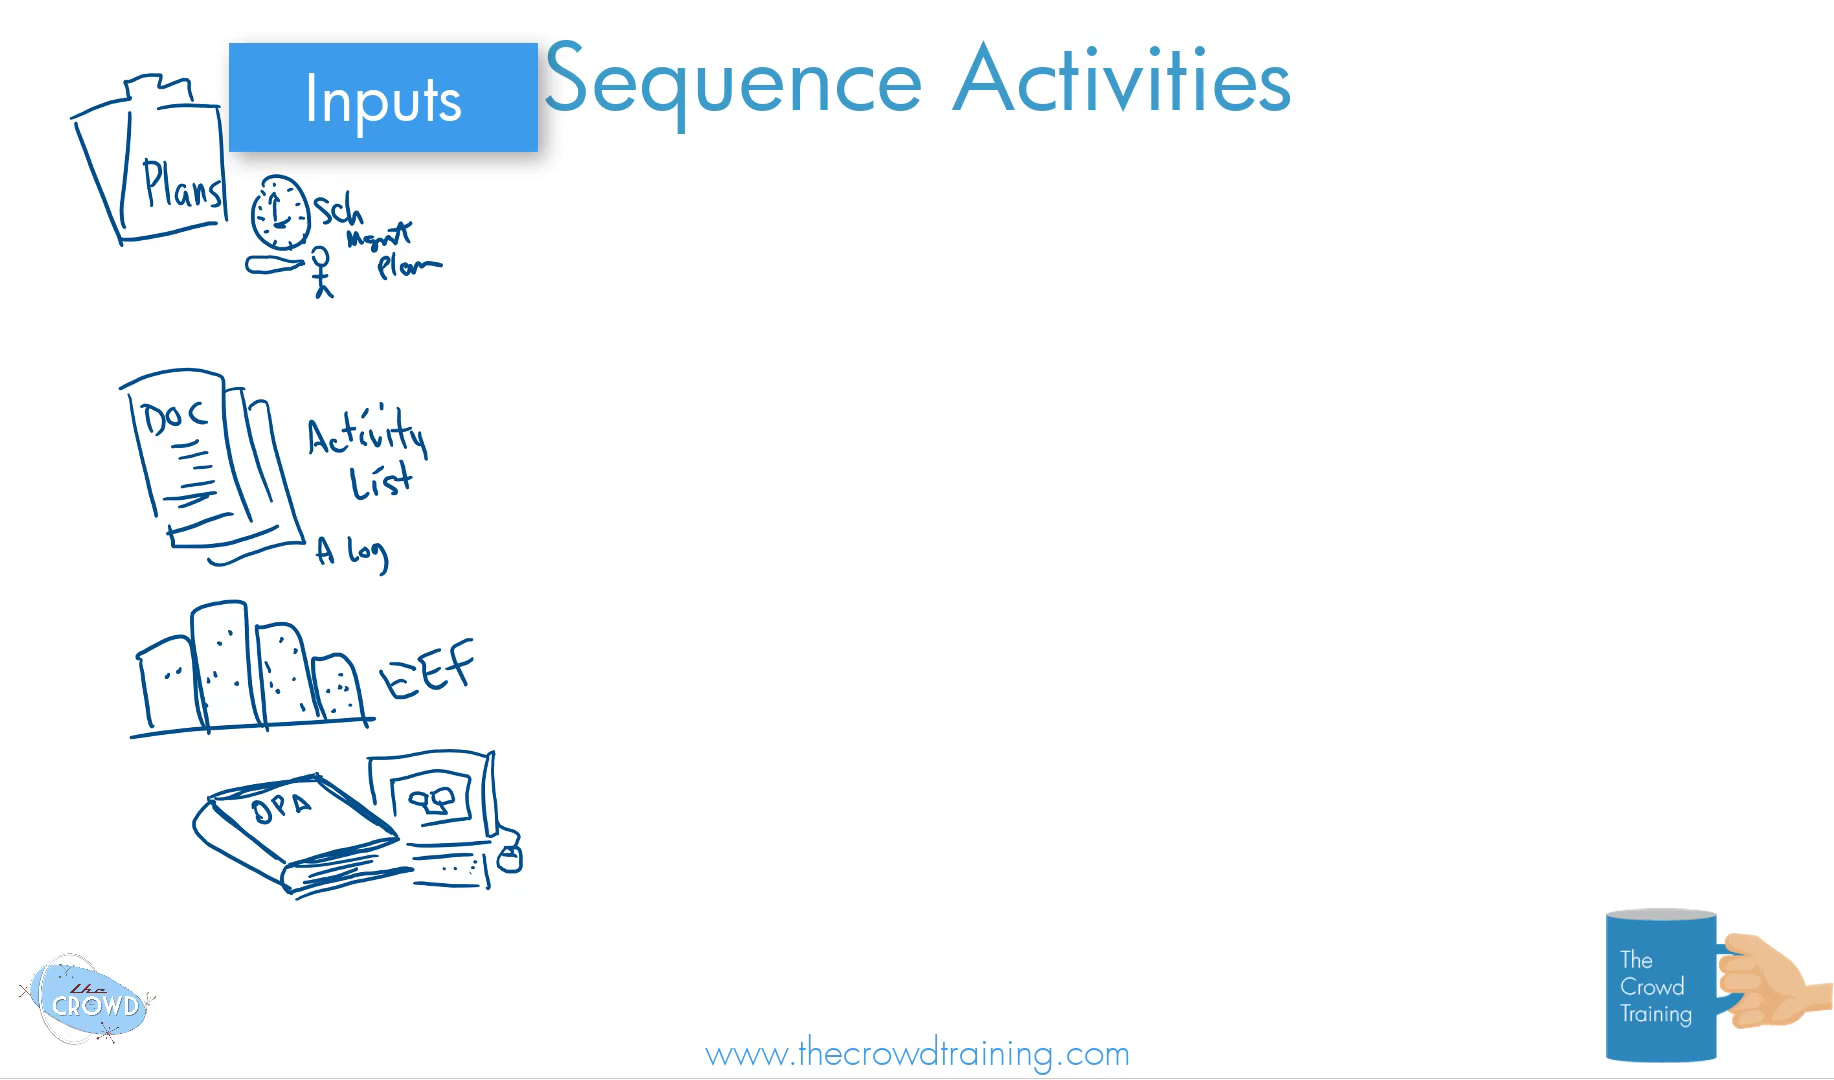 Inputs
Sequence Activities
Plans
Sch
Mgmt
Plan
DOC
Activity
List
A log
EEF
OPA
the
CROWD
The
Crowd
Training
www.thecrowdtraining.com